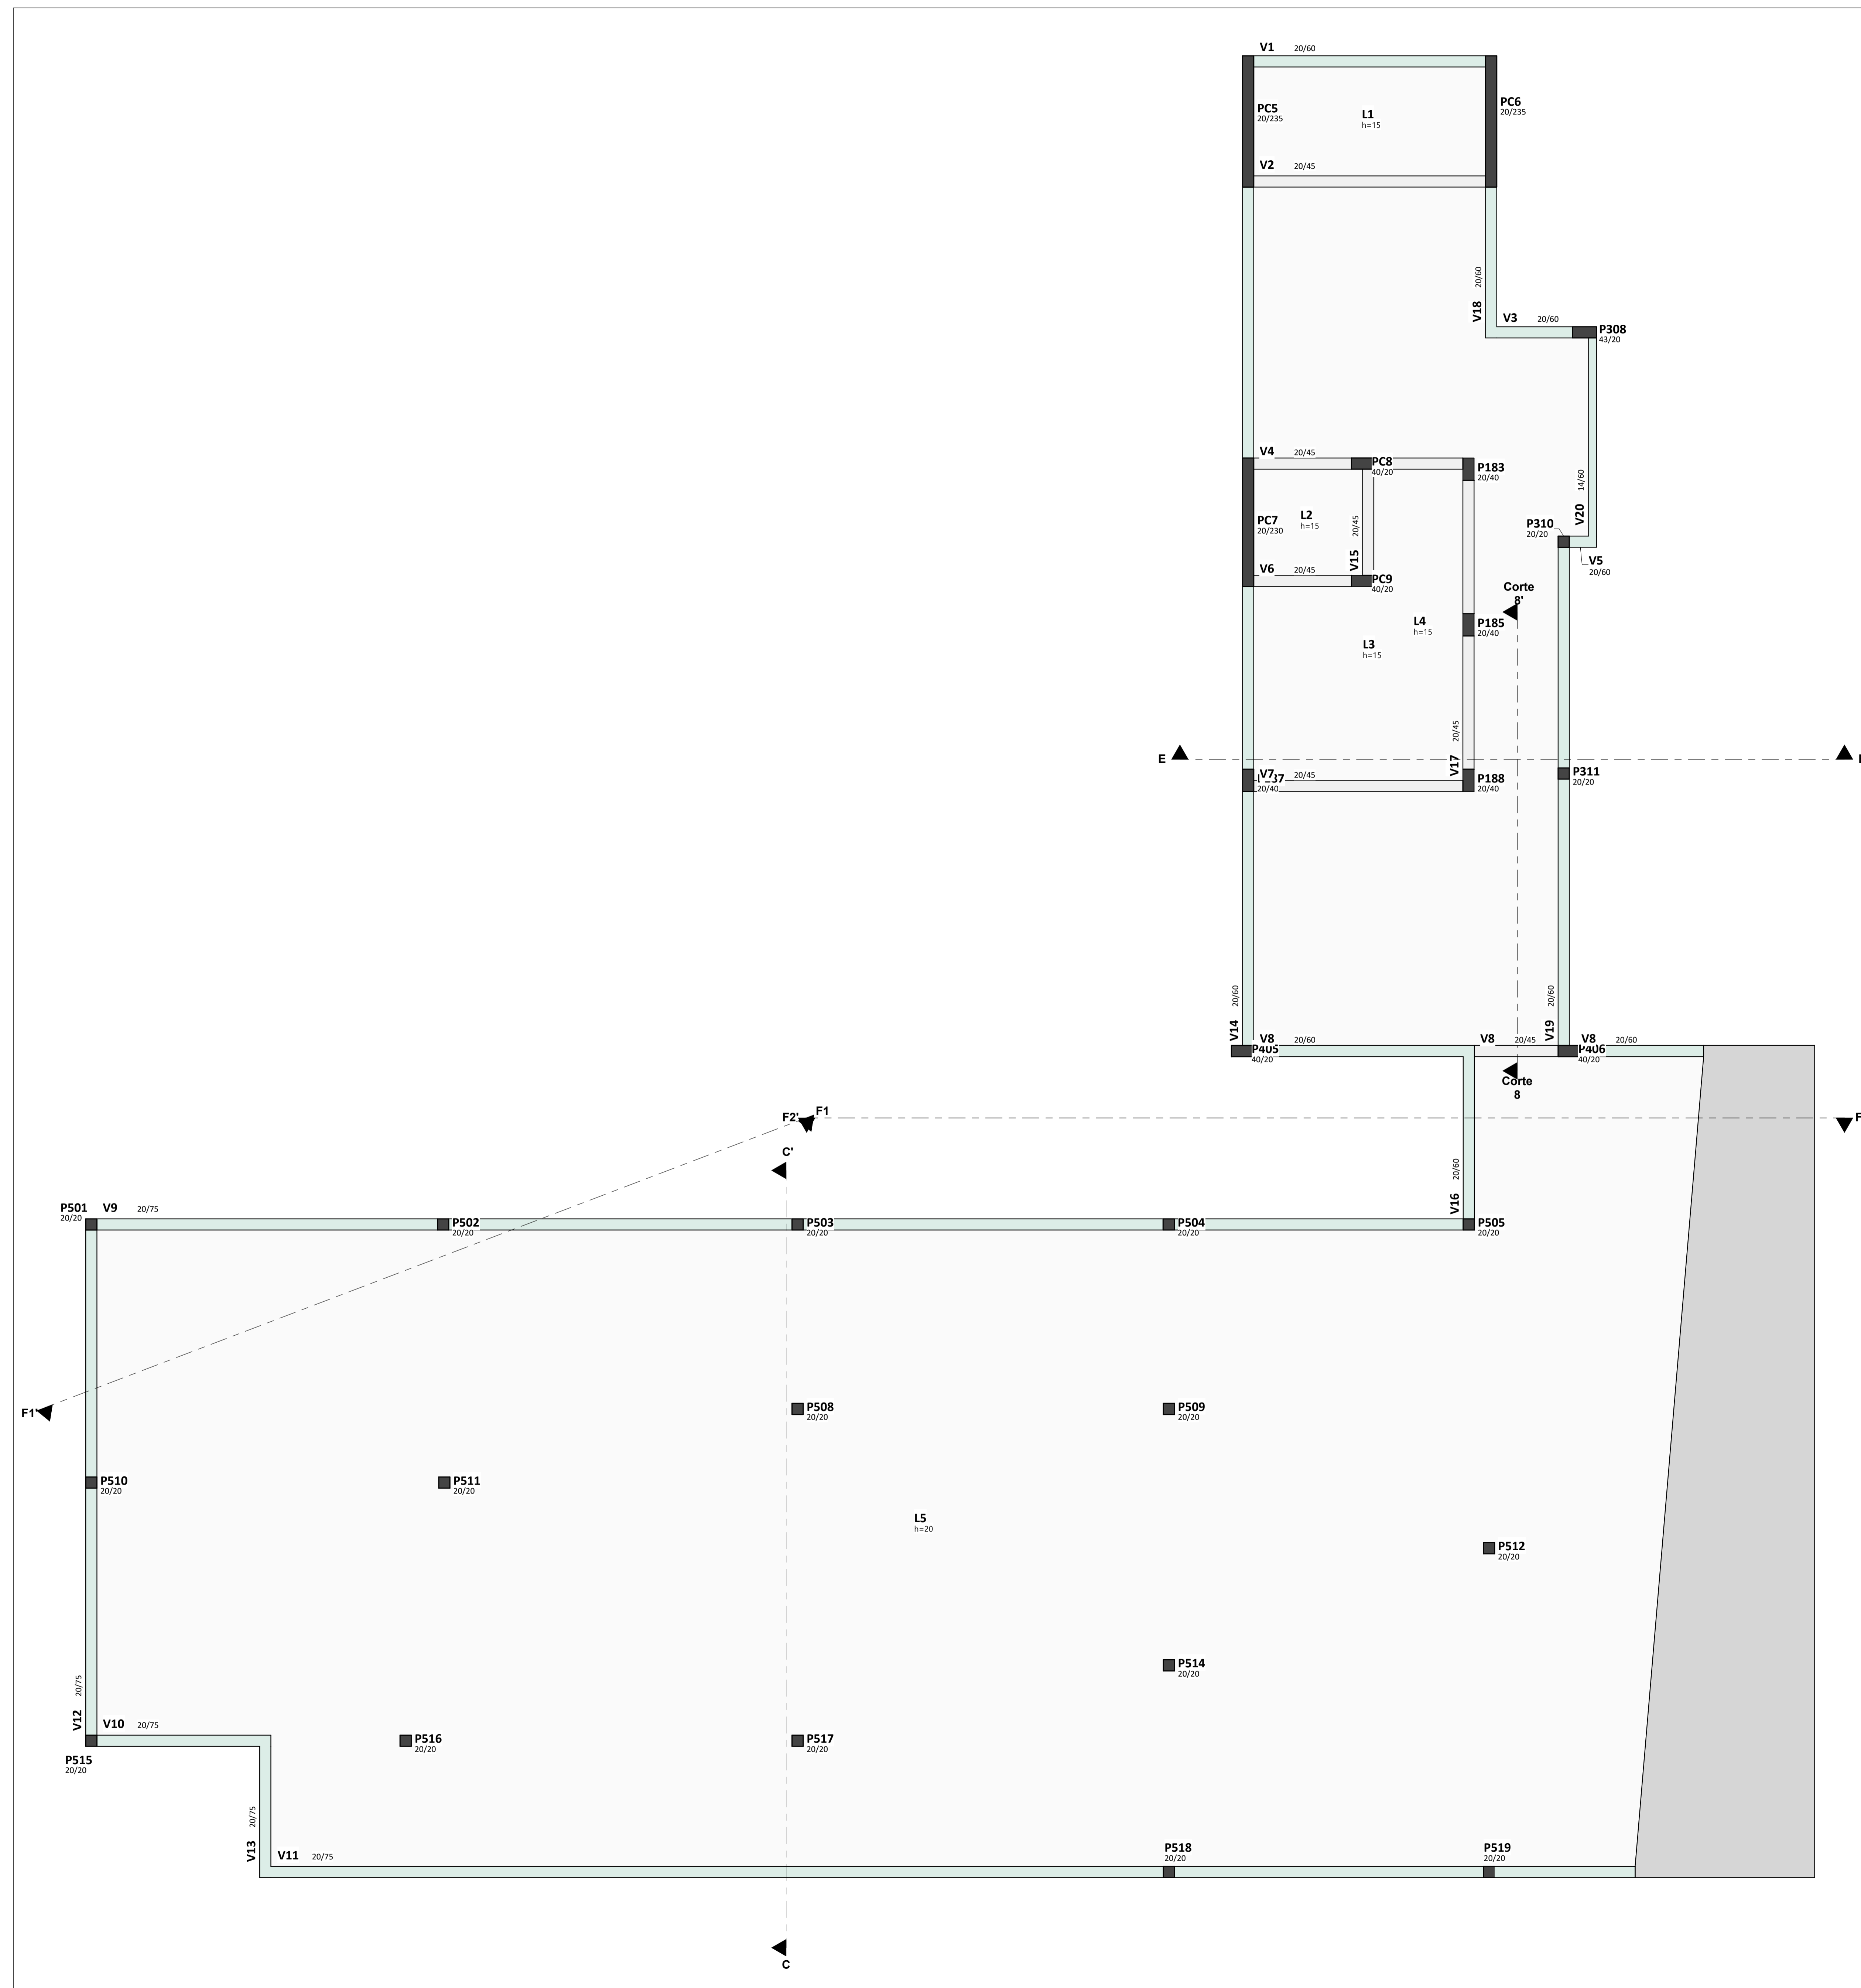 V1 20/60
PC5
20/235
L1
h=15
PC6
20/235
V2 20/45
20/60
V18
V3 20/60
P308
43/20
V4 20/45
PC8
40/20
P183
20/40
14/60
V20
PC7
20/230
L2
h=15
20/45
V15
P310
20/20
V5
20/60
V6 20/45
PC9
40/20
Corte
8'
L4
h=15
P185
20/40
L3
h=15
20/45
V17
E
V7 20/45
20/40
P188
20/40
P311
20/20
20/60
V14
20/60
V19
V8 20/60
P405
40/20
V8 20/45
V8 20/60
P406
40/20
Corte
8
F2'
F1
C'
20/60
V16
P501
20/20
V9 20/75
P502
20/20
P503
20/20
P504
20/20
P505
20/20
F1'
P508
20/20
P509
20/20
P510
20/20
P511
20/20
L5
h=20
P512
20/20
P514
20/20
20/75
V12
V10 20/75
P515
20/20
P516
20/20
P517
20/20
20/75
V13
V11 20/75
P518
20/20
P519
20/20
C